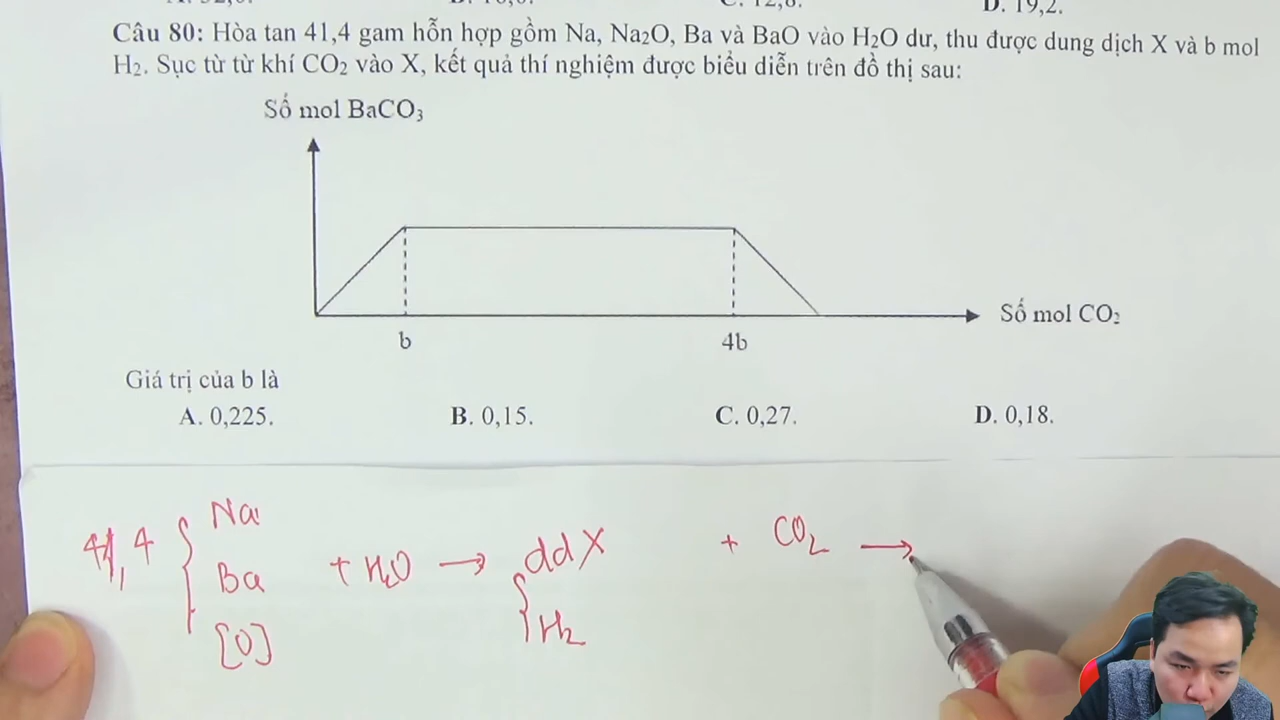 D. 19,2.
Câu 80: Hòa tan 41,4 gam hỗn hợp gồm Na, Na₂O, Ba và BaO vào H₂O dư, thu được dung dịch X và b mol
H₂. Sục từ từ khí CO₂ vào X, kết quả thí nghiệm được biểu diễn trên đồ thị sau:
Số mol BaCO₃
Số mol CO₂
b 4b
Giá trị của b là
A. 0,225. B. 0,15. C. 0,27. D. 0,18.
41,4 { Na Ba [O] + H₂O → { ddX H₂ + CO₂ →